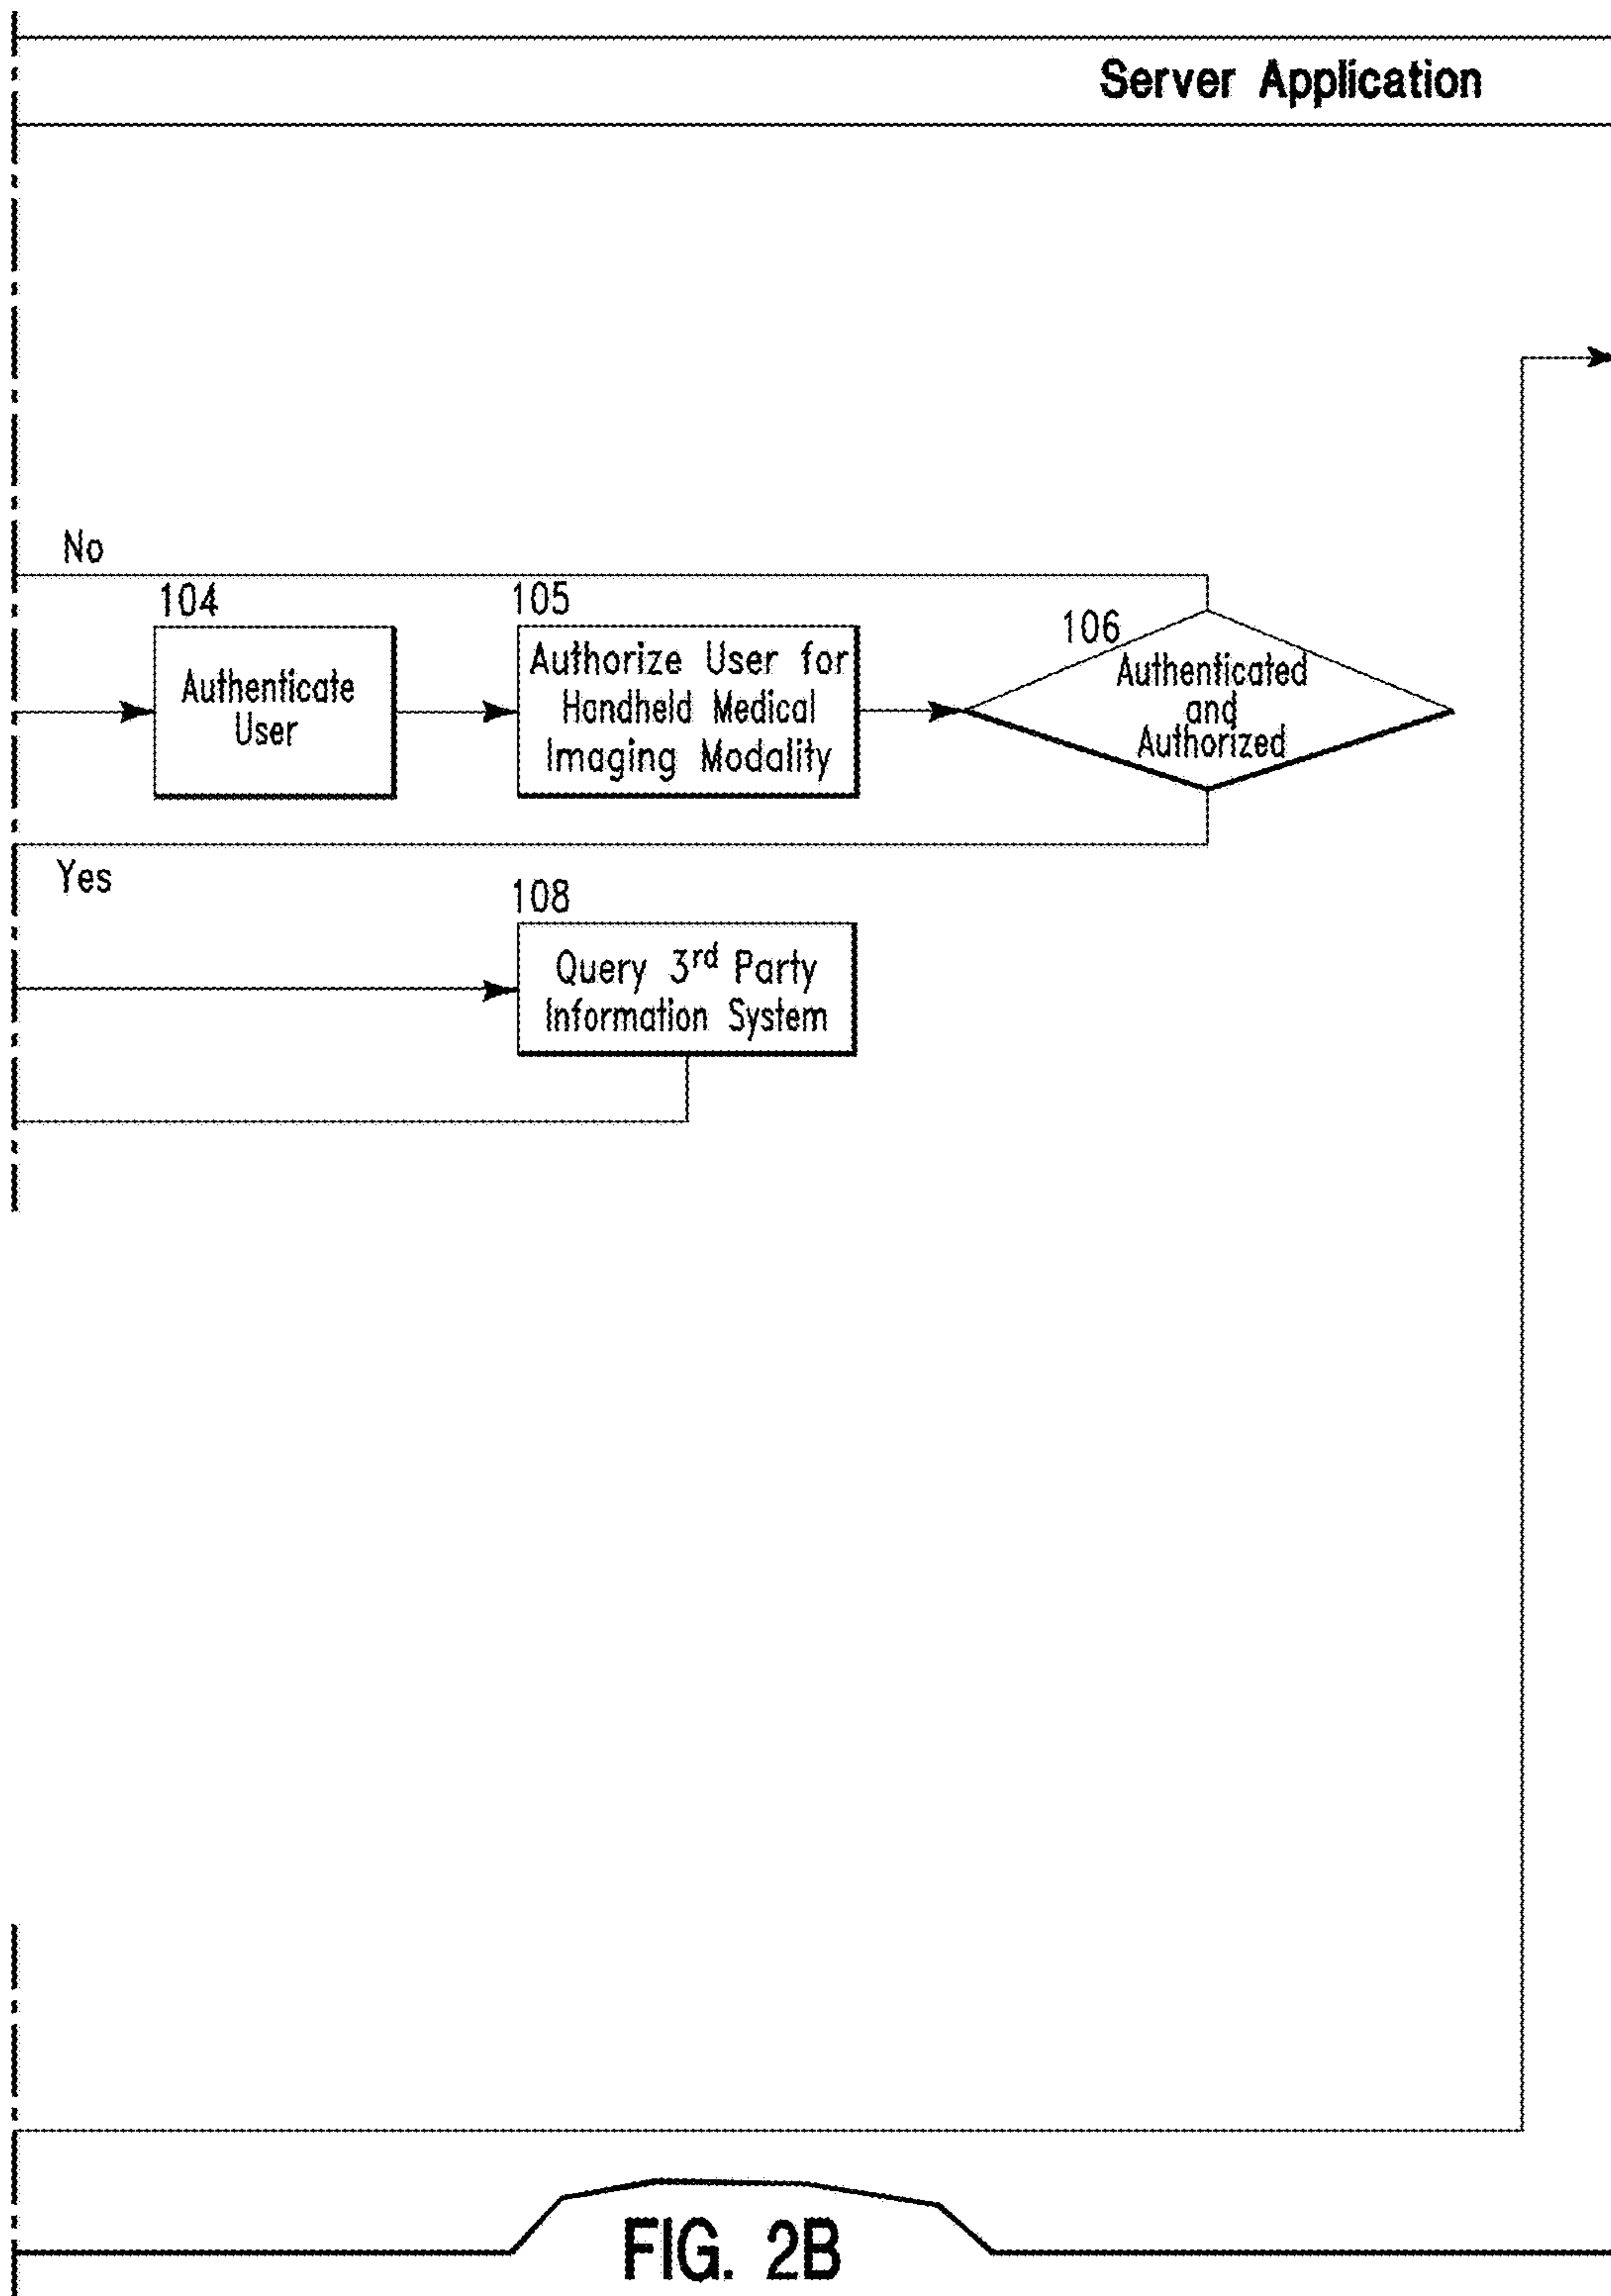 Server Application
No
104
105
106
Authenticate
User
Authorize User for
Handheld Medical
Imaging Modality
Authenticated
and
Authorized
Yes
108
Query 3rd Party
Information System
FIG. 2B